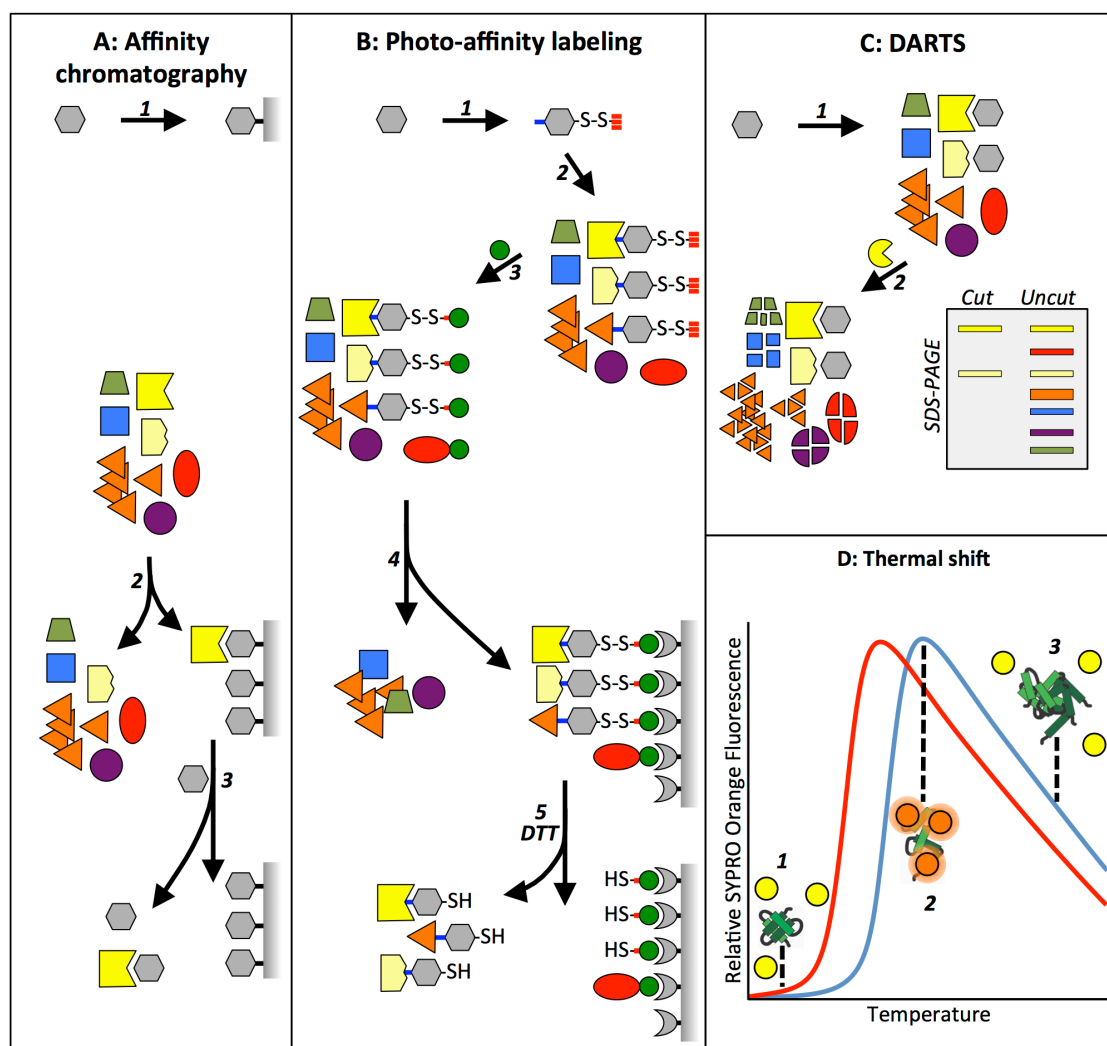 A: Affinity
chromatography
1
2
3
B: Photo-affinity labeling
1
S-S
2
S-S
S-S
S-S
3
S-S
S-S
S-S
4
S-S
S-S
S-S
5
DTT
SH
SH
SH
HS
HS
HS
C: DARTS
1
2
Cut Uncut
SDS-PAGE
D: Thermal shift
Relative SYPRO Orange Fluorescence
1
2
3
Temperature